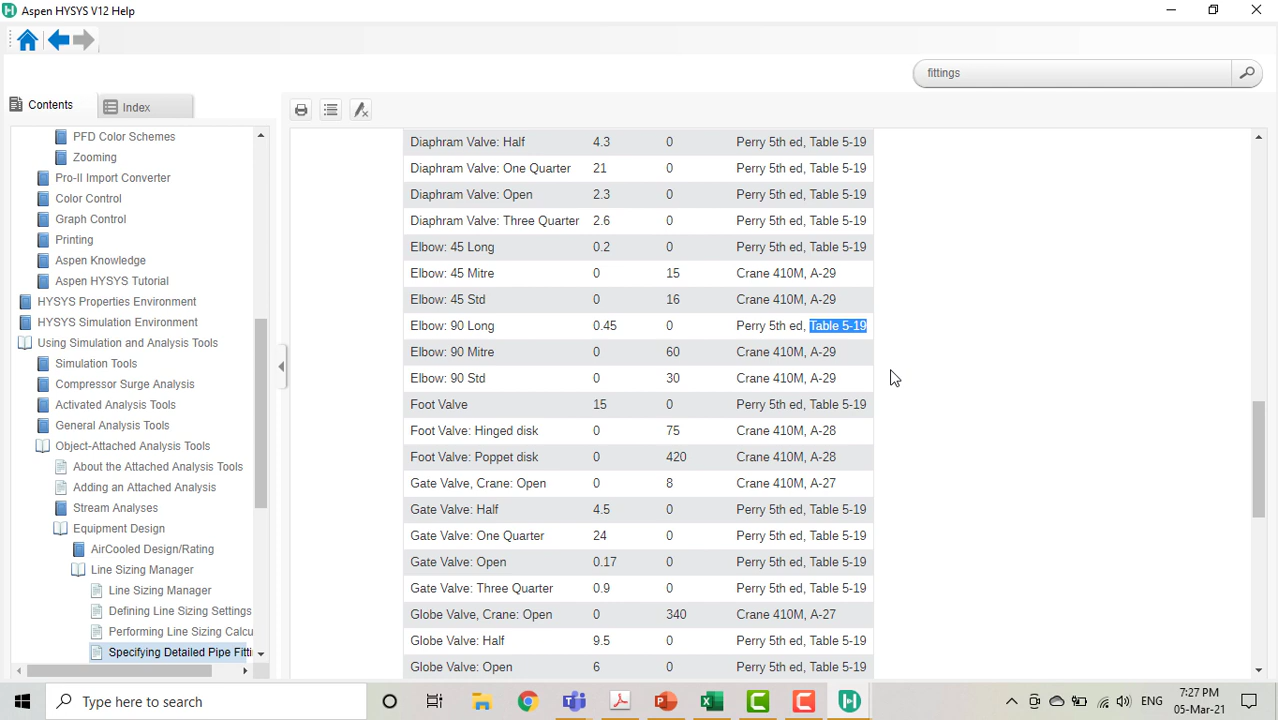 Aspen HYSYS V12 Help
fittings
Contents
Index
PFD Color Schemes
Zooming
Pro-II Import Converter
Color Control
Graph Control
Printing
Aspen Knowledge
Aspen HYSYS Tutorial
HYSYS Properties Environment
HYSYS Simulation Environment
Using Simulation and Analysis Tools
Simulation Tools
Compressor Surge Analysis
Activated Analysis Tools
General Analysis Tools
Object-Attached Analysis Tools
About the Attached Analysis Tools
Adding an Attached Analysis
Stream Analyses
Equipment Design
AirCooled Design/Rating
Line Sizing Manager
Line Sizing Manager
Defining Line Sizing Settings
Performing Line Sizing Calcu
Specifying Detailed Pipe Fitti
Diaphram Valve: Half 4.3 0 Perry 5th ed, Table 5-19
Diaphram Valve: One Quarter 21 0 Perry 5th ed, Table 5-19
Diaphram Valve: Open 2.3 0 Perry 5th ed, Table 5-19
Diaphram Valve: Three Quarter 2.6 0 Perry 5th ed, Table 5-19
Elbow: 45 Long 0.2 0 Perry 5th ed, Table 5-19
Elbow: 45 Mitre 0 15 Crane 410M, A-29
Elbow: 45 Std 0 16 Crane 410M, A-29
Elbow: 90 Long 0.45 0 Perry 5th ed, Table 5-19
Elbow: 90 Mitre 0 60 Crane 410M, A-29
Elbow: 90 Std 0 30 Crane 410M, A-29
Foot Valve 15 0 Perry 5th ed, Table 5-19
Foot Valve: Hinged disk 0 75 Crane 410M, A-28
Foot Valve: Poppet disk 0 420 Crane 410M, A-28
Gate Valve, Crane: Open 0 8 Crane 410M, A-27
Gate Valve: Half 4.5 0 Perry 5th ed, Table 5-19
Gate Valve: One Quarter 24 0 Perry 5th ed, Table 5-19
Gate Valve: Open 0.17 0 Perry 5th ed, Table 5-19
Gate Valve: Three Quarter 0.9 0 Perry 5th ed, Table 5-19
Globe Valve, Crane: Open 0 340 Crane 410M, A-27
Globe Valve: Half 9.5 0 Perry 5th ed, Table 5-19
Globe Valve: Open 6 0 Perry 5th ed, Table 5-19
Type here to search
ENG
7:27 PM
05-Mar-21